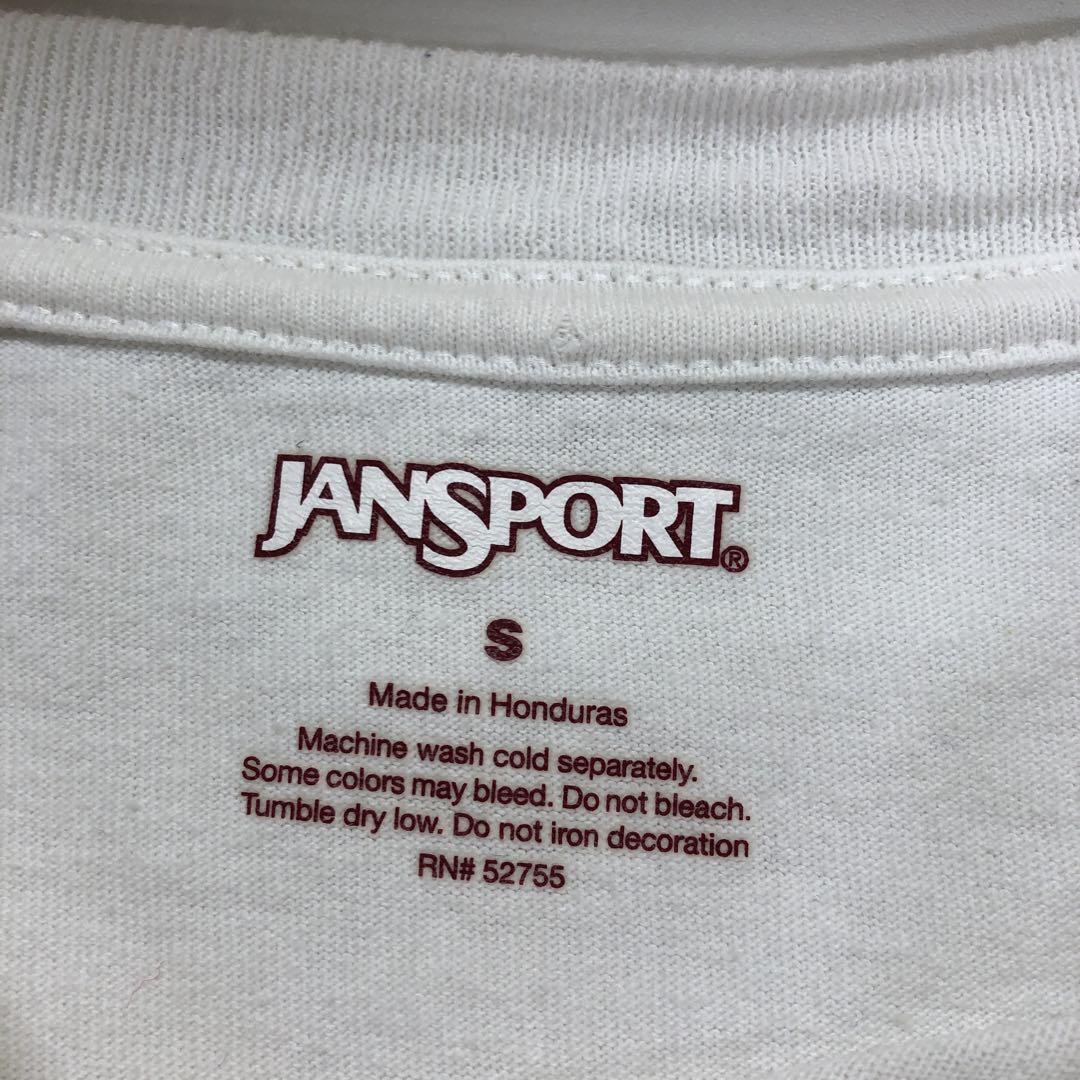 JANSPORT®
S
Made in Honduras
Machine wash cold separately.
Some colors may bleed. Do not bleach.
Tumble dry low. Do not iron decoration
RN# 52755